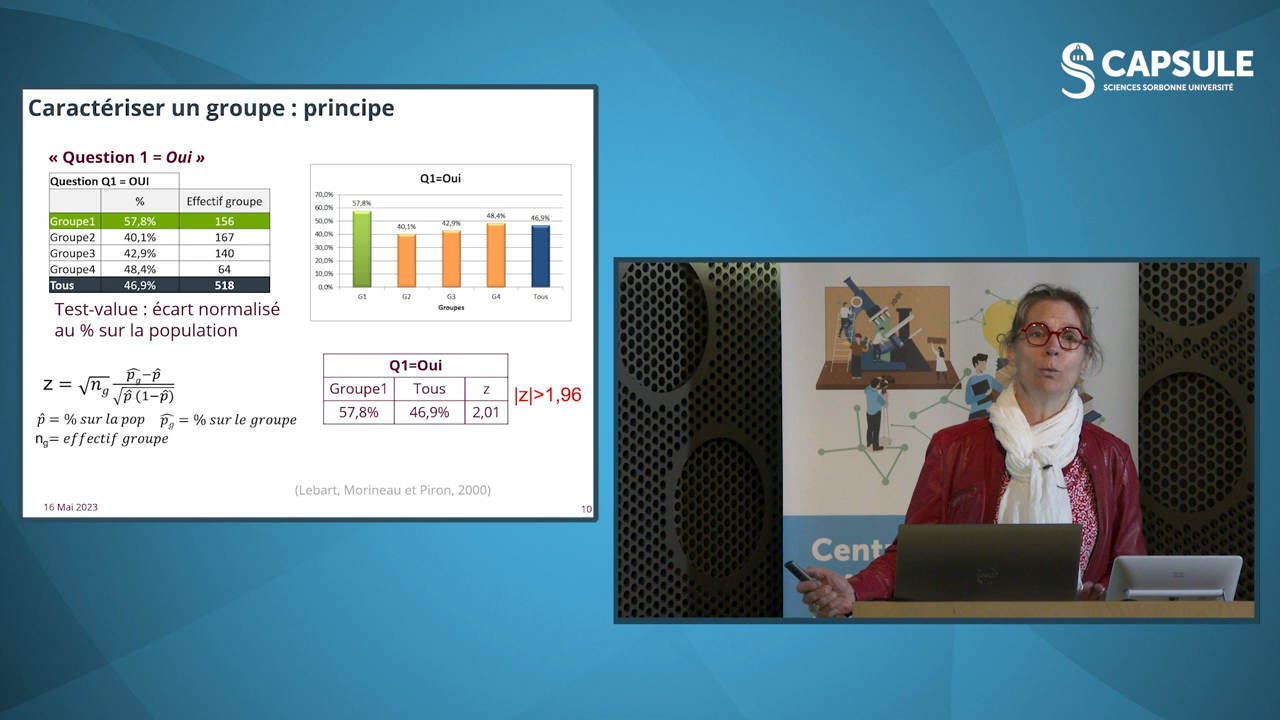 CAPSULE
SCIENCES SORBONNE UNIVERSITÉ
Caractériser un groupe : principe
« Question 1 = Oui »
Question Q1 = OUI
% Effectif groupe
Groupe1 57,8% 156
Groupe2 40,1% 167
Groupe3 42,9% 140
Groupe4 48,4% 64
Tous 46,9% 518
Test-value : écart normalisé
au % sur la population
z = √n_g (p̂_g−p̂)/√(p̂ (1−p̂))
p̂ = % sur la pop p̂_g = % sur le groupe
n_g= effectif groupe
Q1=Oui
70,0%
60,0%
50,0%
40,0%
30,0%
20,0%
10,0%
0,0%
57,8%
40,1%
42,9%
48,4%
46,9%
G1 G2 G3 G4 Tous
Groupes
Q1=Oui
Groupe1 Tous z
57,8% 46,9% 2,01
|z|>1,96
(Lebart, Morineau et Piron, 2000)
16 Mai 2023
10
Cent